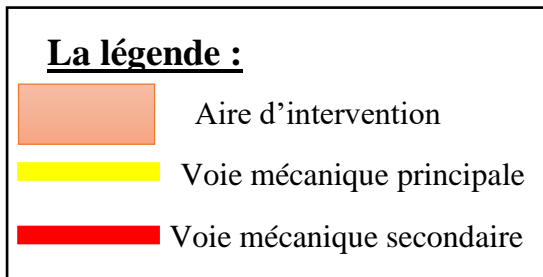 La légende :
Aire d’intervention
Voie mécanique principale
Voie mécanique secondaire